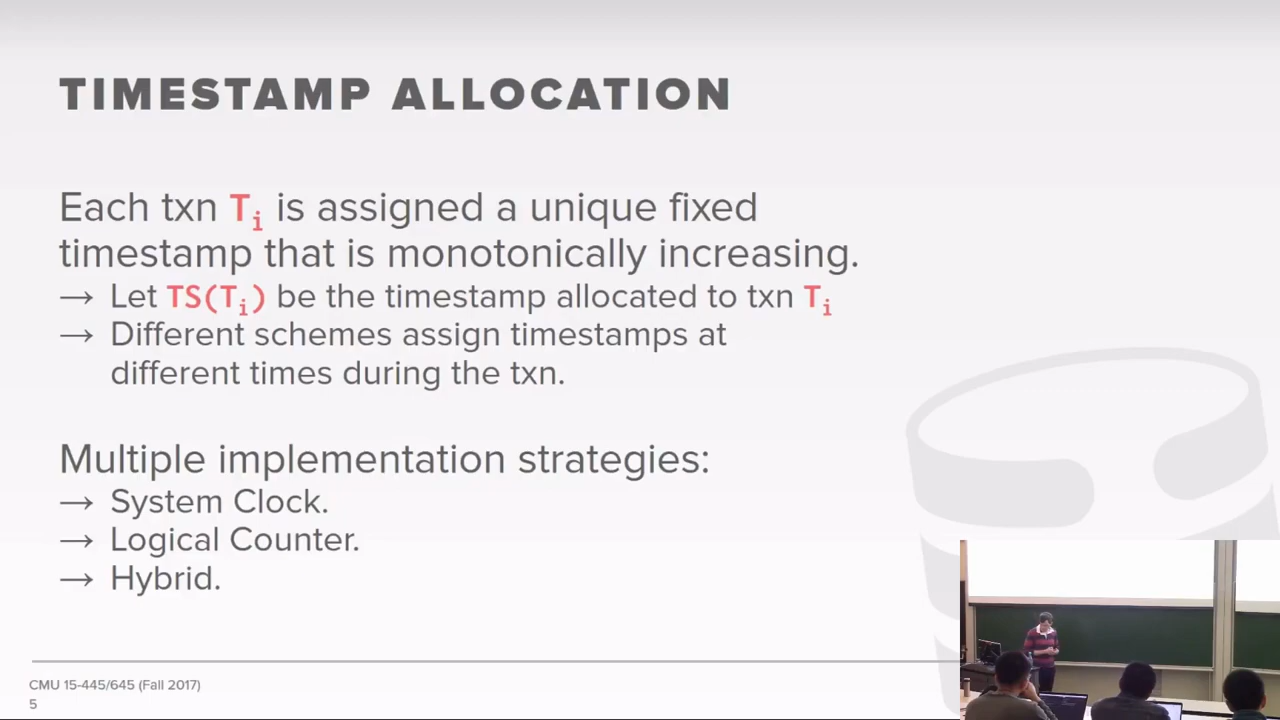 TIMESTAMP ALLOCATION
Each txn Ti is assigned a unique fixed
timestamp that is monotonically increasing.
→ Let TS(Ti) be the timestamp allocated to txn Ti
→ Different schemes assign timestamps at
different times during the txn.
Multiple implementation strategies:
→ System Clock.
→ Logical Counter.
→ Hybrid.
CMU 15-445/645 (Fall 2017)
5